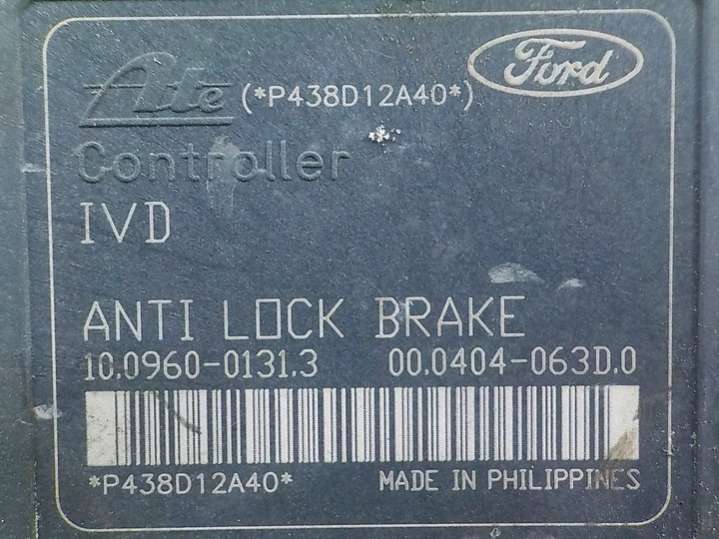 Ate (*P438D12A40*) Ford
Controller
IVD
ANTI LOCK BRAKE
10.0960-0131.3 00.0404-063D.0
*P438D12A40* MADE IN PHILIPPINES